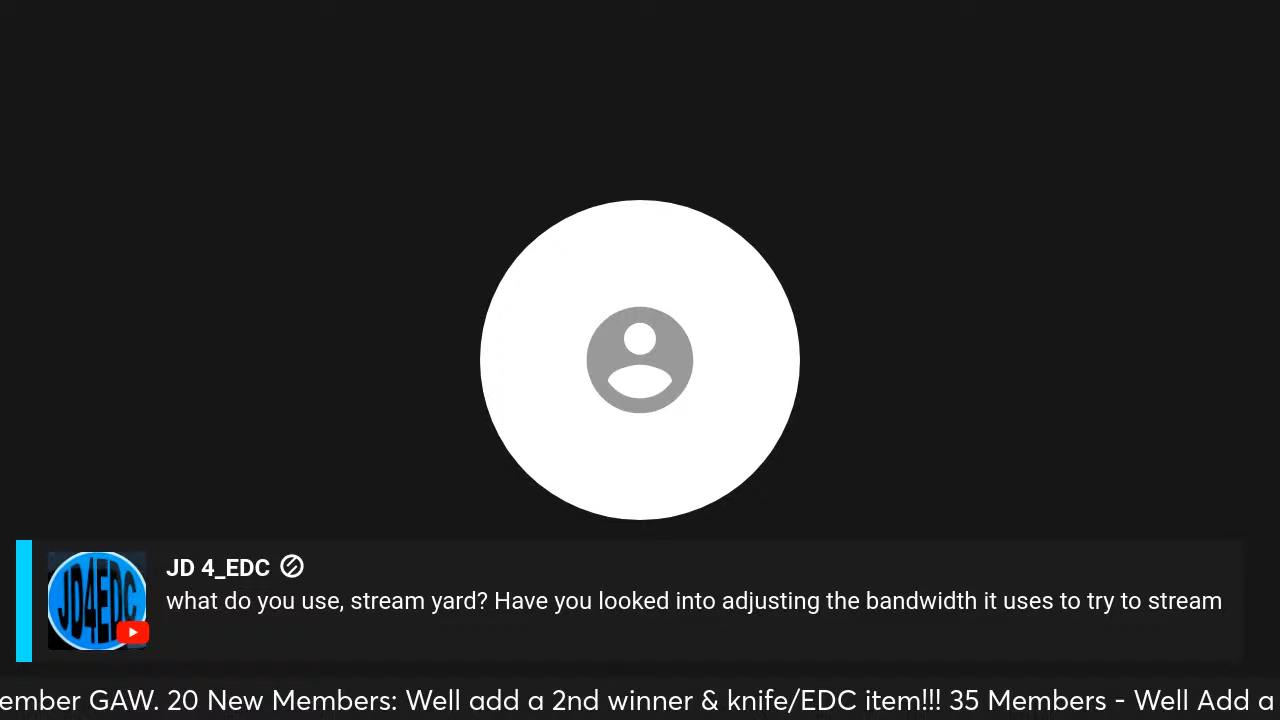 JD 4_EDC
JD4EDC
what do you use, stream yard? Have you looked into adjusting the bandwidth it uses to try to stream
ember GAW. 20 New Members: Well add a 2nd winner & knife/EDC item!!! 35 Members - Well Add a